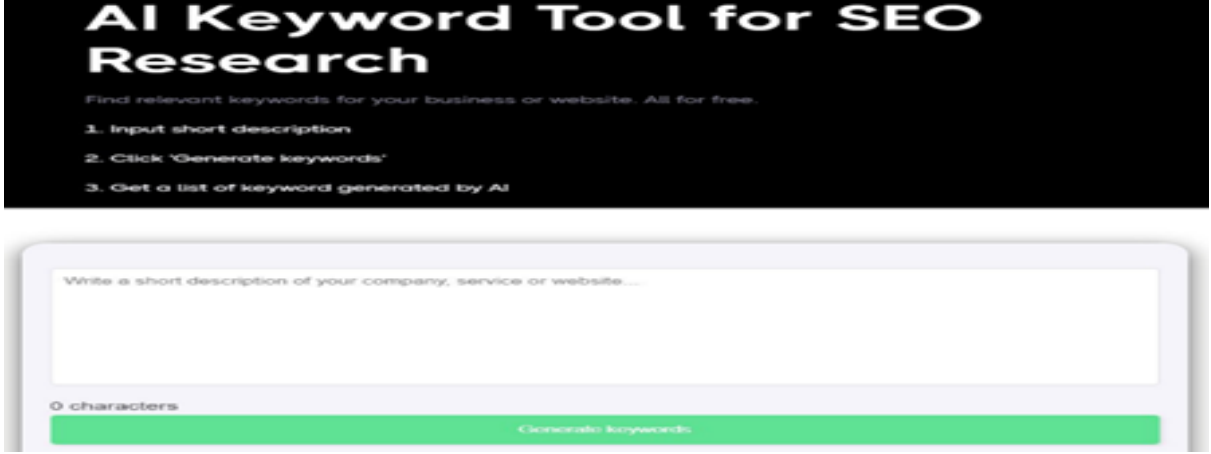 AI Keyword Tool for SEO
Research
Find relevant keywords for your business or website. All for free.
1. Input short description
2. Click 'Generate keywords'
3. Get a list of keyword generated by AI
Write a short description of your company, service or website...
0 characters
Generate keywords